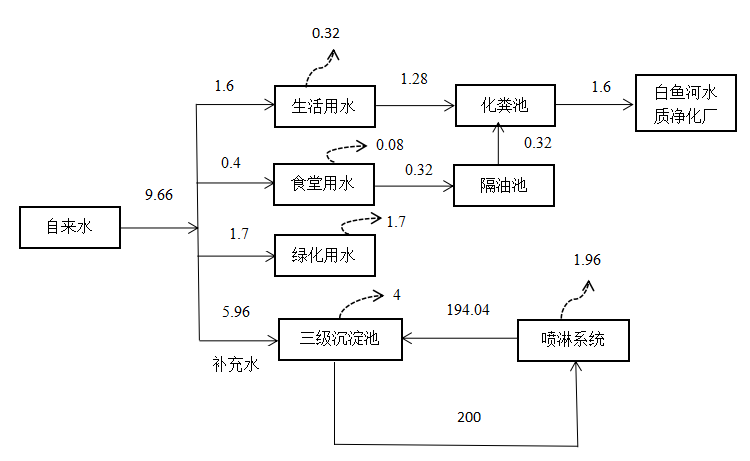 0.32
1.6
生活用水
1.28
化粪池
1.6
白鱼河水
质净化厂
0.08
0.32
0.4
食堂用水
0.32
隔油池
9.66
自来水
1.7
绿化用水
1.7
1.96
4
5.96
三级沉淀池
194.04
喷淋系统
补充水
200